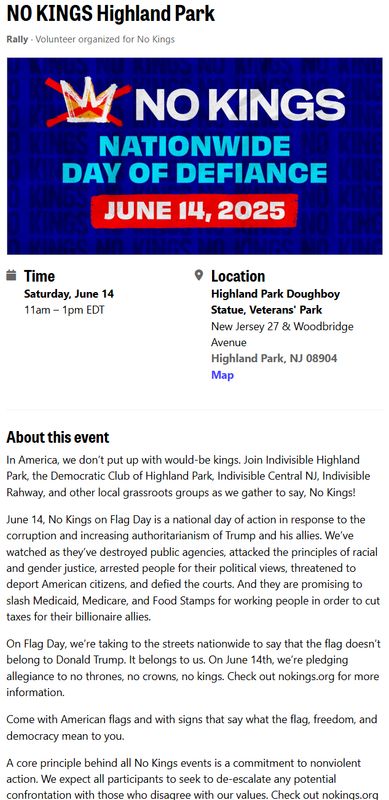 NO KINGS Highland Park
Rally · Volunteer organized for No Kings
NO KINGS
NATIONWIDE
DAY OF DEFIANCE
JUNE 14, 2025
Time
Saturday, June 14
11am – 1pm EDT
Location
Highland Park Doughboy
Statue, Veterans' Park
New Jersey 27 & Woodbridge
Avenue
Highland Park, NJ 08904
Map
About this event
In America, we don’t put up with would-be kings. Join Indivisible Highland
Park, the Democratic Club of Highland Park, Indivisible Central NJ, Indivisible
Rahway, and other local grassroots groups as we gather to say, No Kings!
June 14, No Kings on Flag Day is a national day of action in response to the
corruption and increasing authoritarianism of Trump and his allies. We’ve
watched as they’ve destroyed public agencies, attacked the principles of racial
and gender justice, arrested people for their political views, threatened to
deport American citizens, and defied the courts. And they are promising to
slash Medicaid, Medicare, and Food Stamps for working people in order to cut
taxes for their billionaire allies.
On Flag Day, we’re taking to the streets nationwide to say that the flag doesn’t
belong to Donald Trump. It belongs to us. On June 14th, we’re pledging
allegiance to no thrones, no crowns, no kings. Check out nokings.org for more
information.
Come with American flags and with signs that say what the flag, freedom, and
democracy mean to you.
A core principle behind all No Kings events is a commitment to nonviolent
action. We expect all participants to seek to de-escalate any potential
confrontation with those who disagree with our values. Check out nokings.org